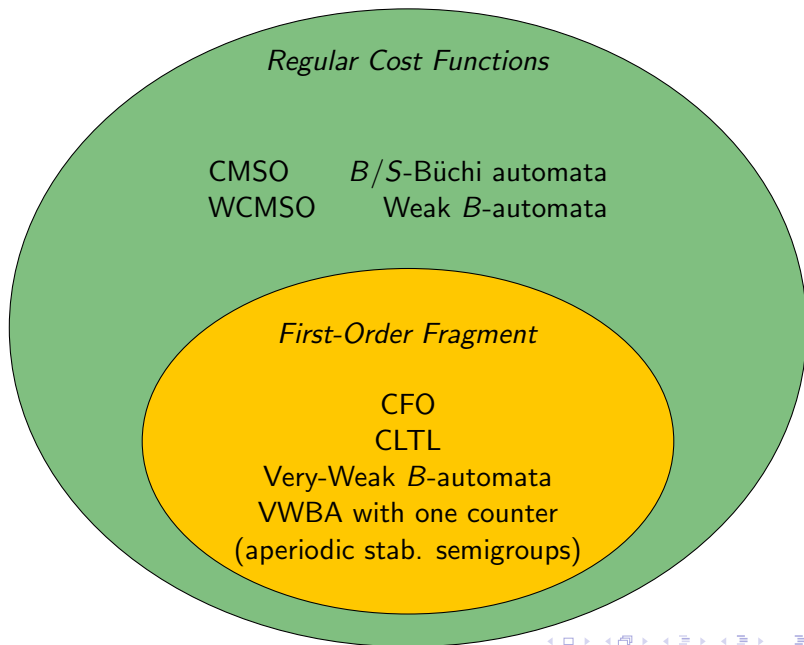 Regular Cost Functions
CMSO B/S-Büchi automata
WCMSO Weak B-automata
First-Order Fragment
CFO
CLTL
Very-Weak B-automata
VWBA with one counter
(aperiodic stab. semigroups)